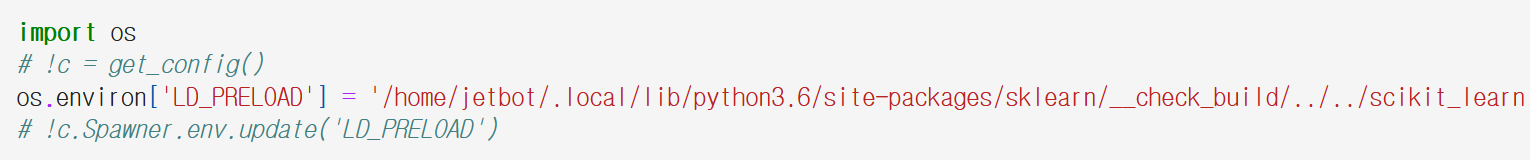 import os
# !c = get_config()
os.environ['LD_PRELOAD'] = '/home/jetbot/.local/lib/python3.6/site-packages/sklearn/__check_build/../../scikit_learn
# !c.Spawner.env.update('LD_PRELOAD')